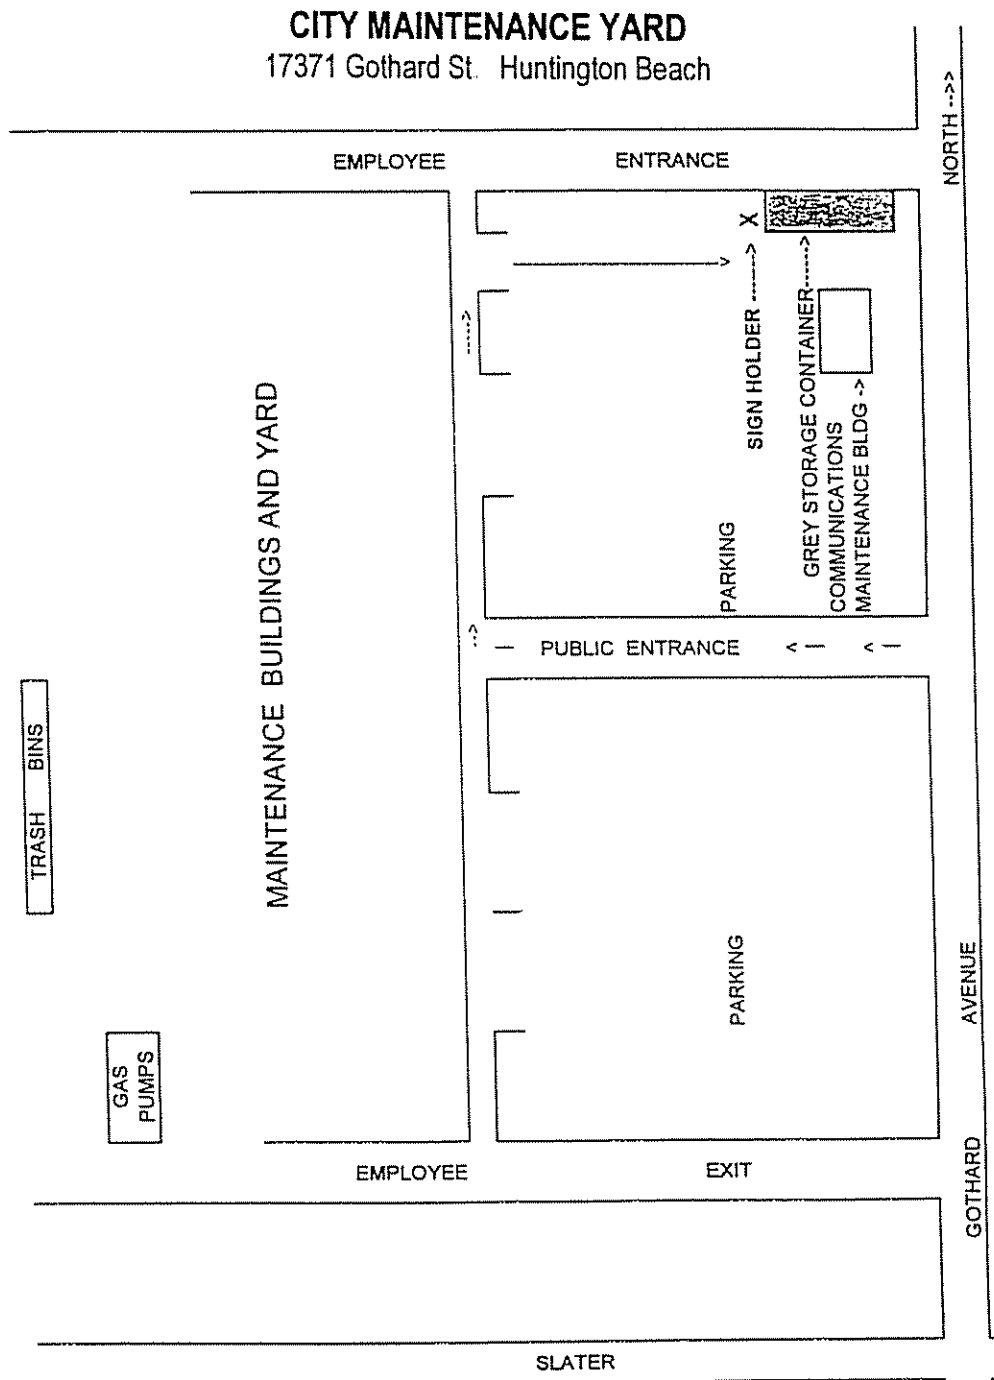 CITY MAINTENANCE YARD
17371 Gothard St. Huntington Beach
NORTH -->>
EMPLOYEE ENTRANCE
X
SIGN HOLDER ------->
GREY STORAGE CONTAINER------>
COMMUNICATIONS
MAINTENANCE BLDG ->
----->
MAINTENANCE BUILDINGS AND YARD
PARKING
--->
PUBLIC ENTRANCE <— <—
TRASH BINS
PARKING
GAS
PUMPS
EMPLOYEE EXIT
GOTHARD AVENUE
SLATER